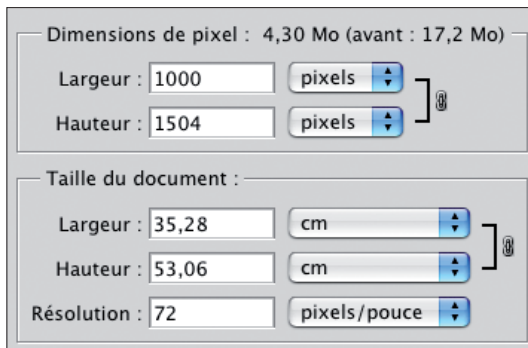 Dimensions de pixel : 4,30 Mo (avant : 17,2 Mo)
Largeur : 1000 pixels
Hauteur : 1504 pixels
Taille du document :
Largeur : 35,28 cm
Hauteur : 53,06 cm
Résolution : 72 pixels/pouce